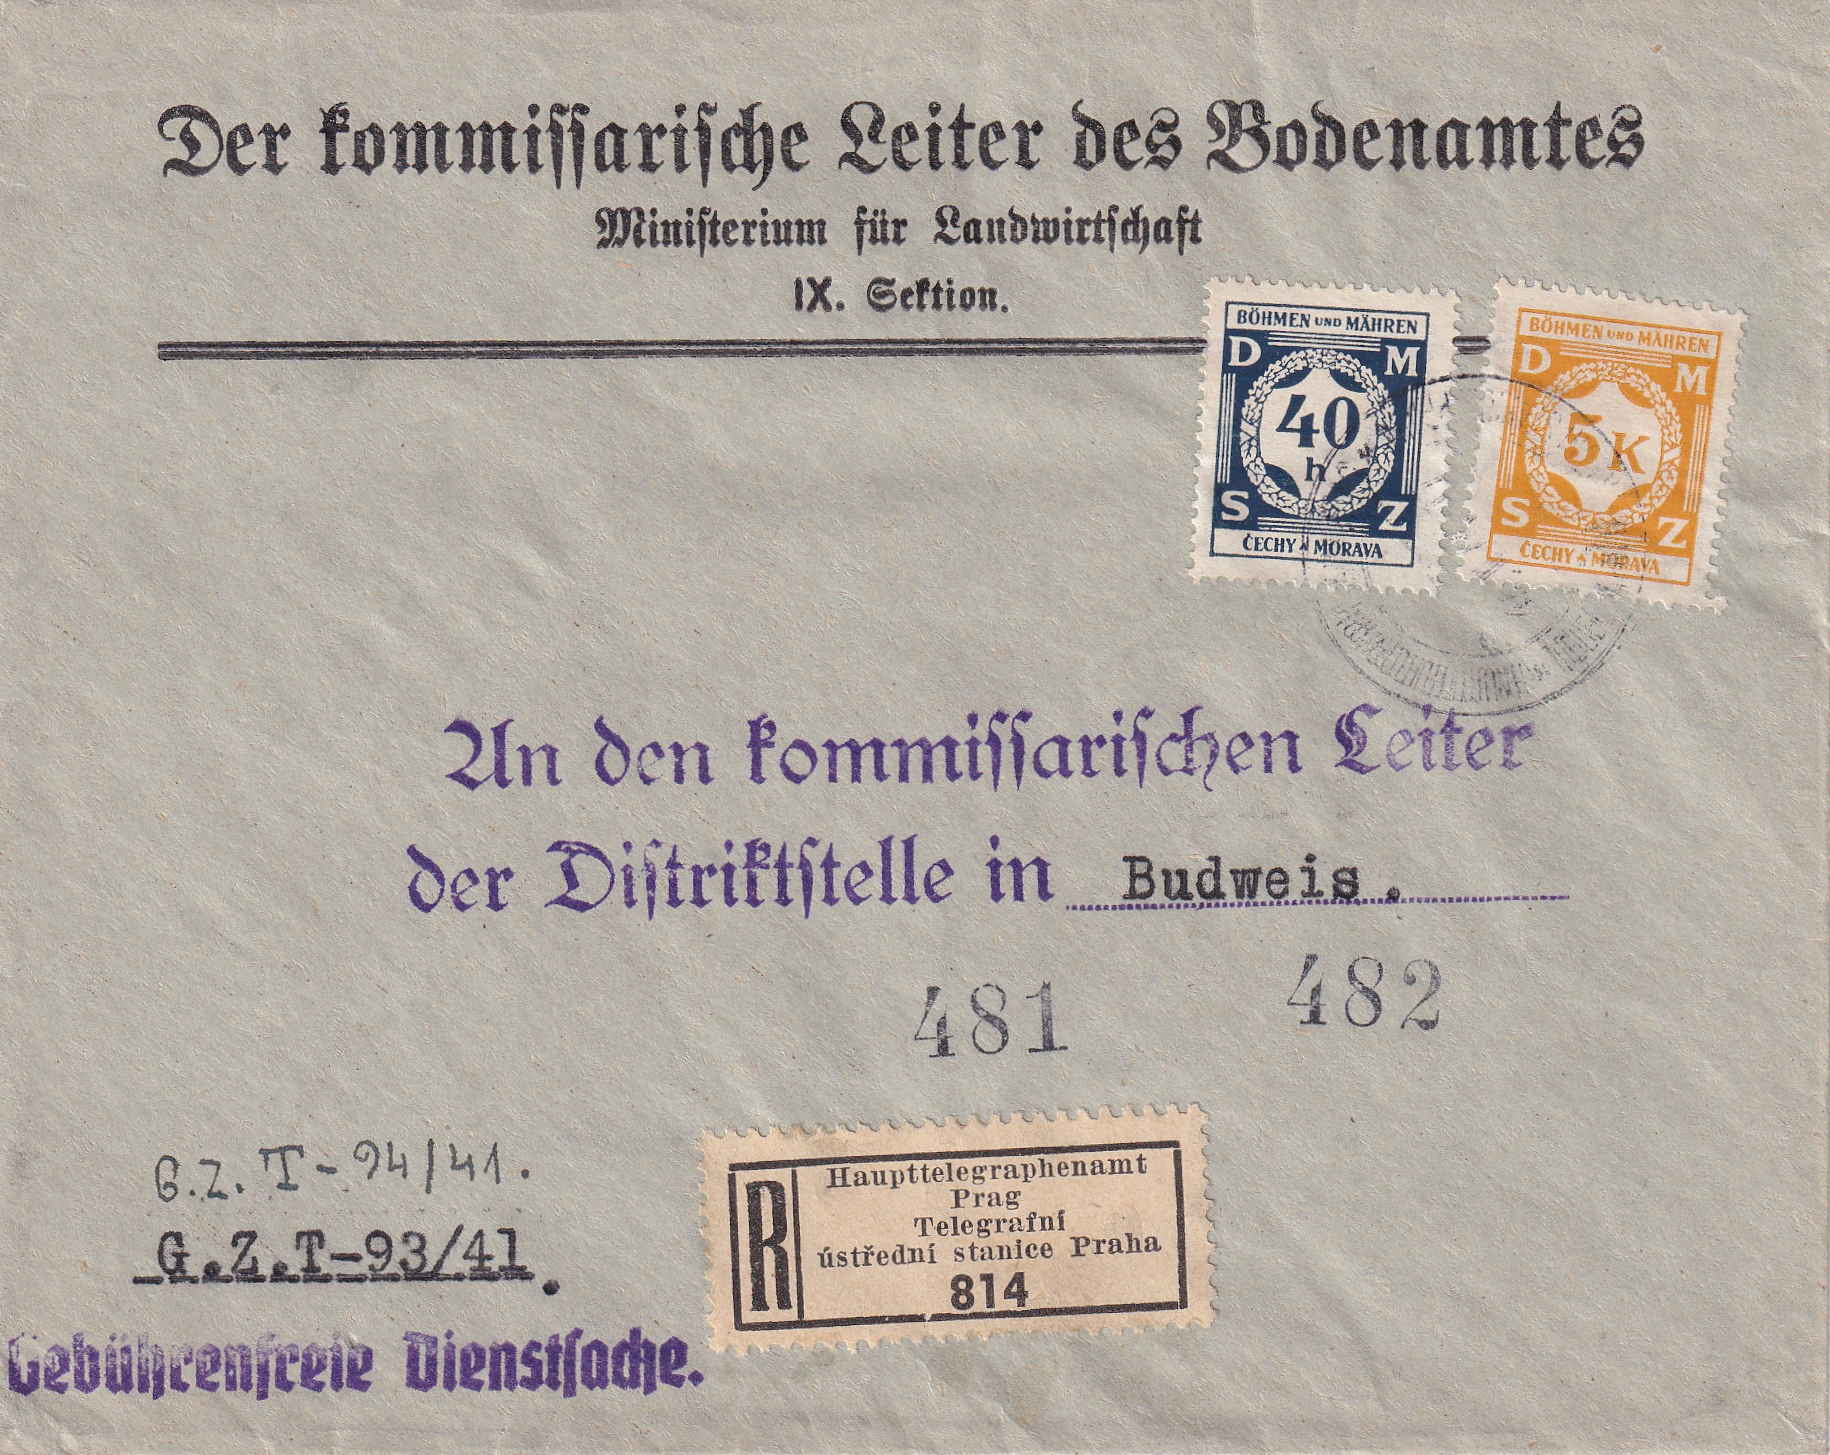 Der kommissarische Leiter des Bodenamtes
Ministerium für Landwirtschaft
IX. Sektion.
BÖHMEN UND MÄHREN
D M
40
h
S Z
ČECHY A MORAVA
BÖHMEN UND MÄHREN
D M
5 K
S Z
ČECHY A MORAVA
An den kommissarischen Leiter
der Distriktstelle in Budweis.
481 482
G.Z. T-94/41.
G.Z.T-93/41.
R
Haupttelegraphenamt
Prag
Telegrafní
ústřední stanice Praha
814
Gebührenfreie Dienstsache.